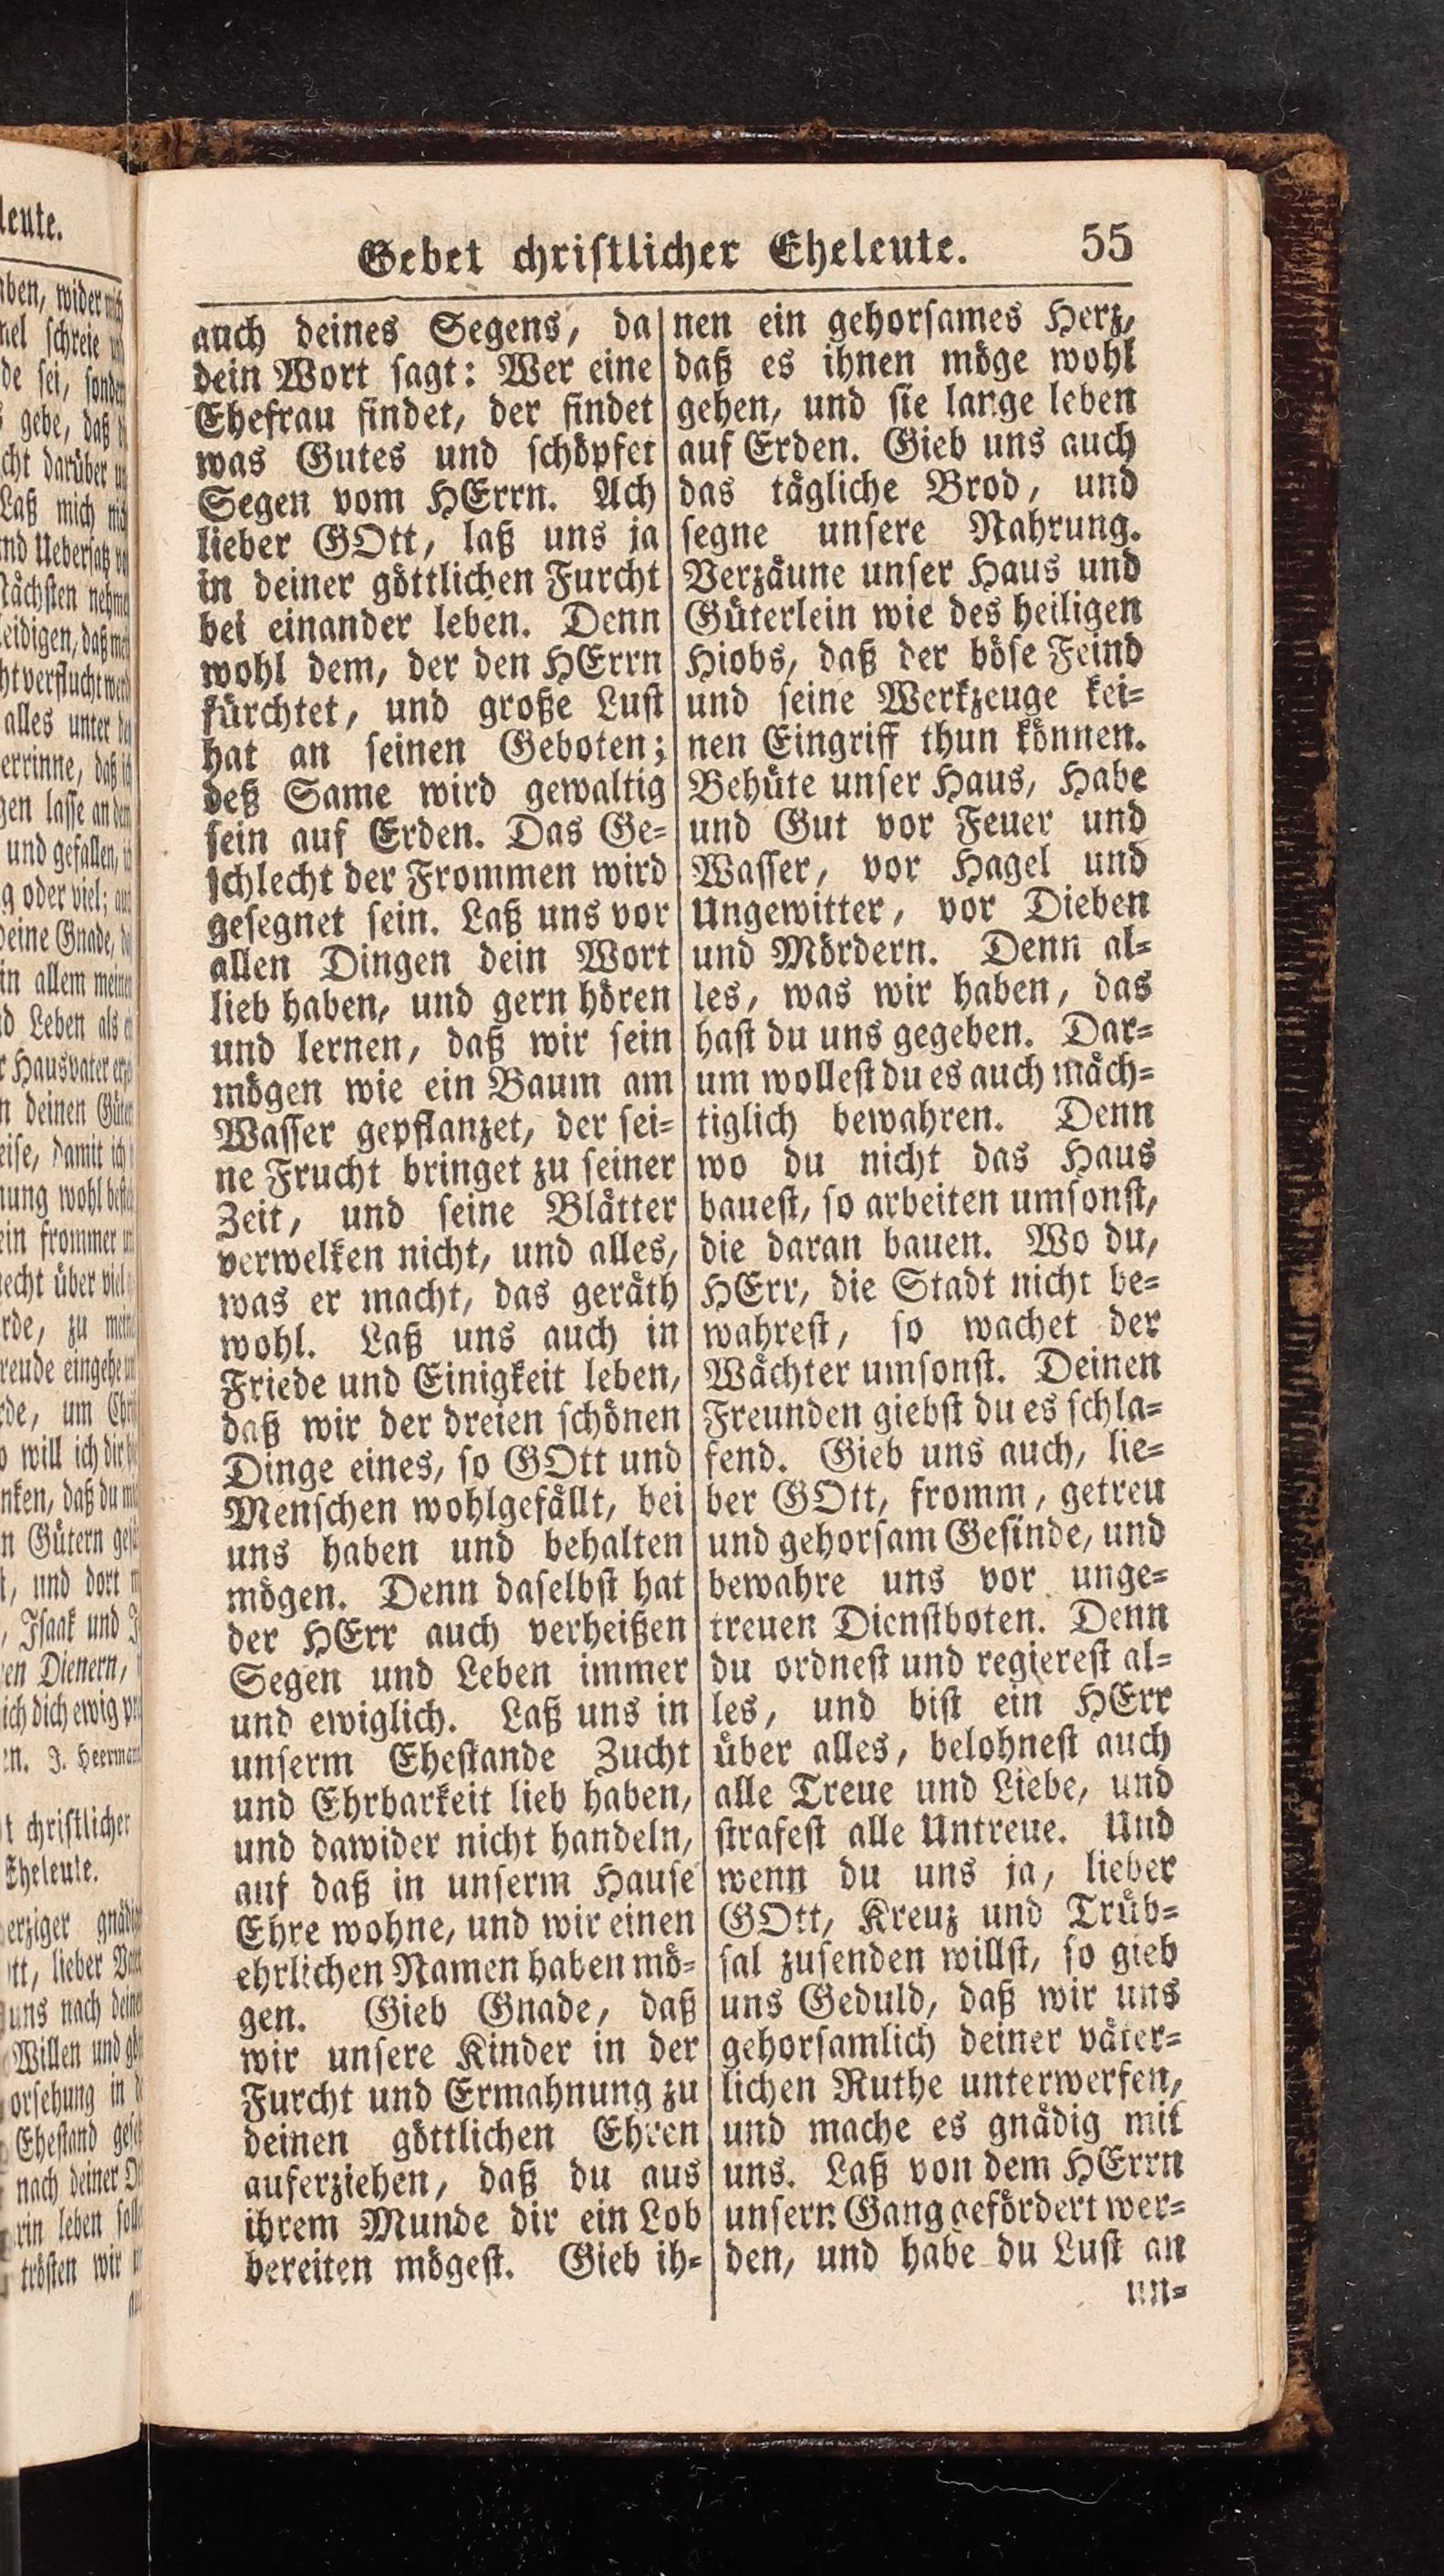 Gebet christlicher Eheleute. 55
auch deines Segens, da
dein Wort sagt: Wer eine
Ehefrau findet, der findet
was Gutes und schöpfet
Segen vom HErrn. Ach
lieber GOtt, laß uns ja
in deiner göttlichen Furcht
bei einander leben. Denn
wohl dem, der den HErrn
fürchtet, und große Lust
hat an seinen Geboten;
deß Same wird gewaltig
sein auf Erden. Das Ge-
schlecht der Frommen wird
gesegnet sein. Laß uns vor
allen Dingen dein Wort
lieb haben, und gern hören
und lernen, daß wir sein
mögen wie ein Baum am
Wasser gepflanzet, der sei-
ne Frucht bringet zu seiner
Zeit, und seine Blätter
verwelken nicht, und alles,
was er macht, das geräth
wohl. Laß uns auch in
Friede und Einigkeit leben,
daß wir der dreien schönen
Dinge eines, so GOtt und
Menschen wohlgefällt, bei
uns haben und behalten
mögen. Denn daselbst hat
der HErr auch verheißen
Segen und Leben immer
und ewiglich. Laß uns in
unserm Ehestande Zucht
und Ehrbarkeit lieb haben,
und dawider nicht handeln,
auf daß in unserm Hause
Ehre wohne, und wir einen
ehrlichen Namen haben mö-
gen. Gieb Gnade, daß
wir unsere Kinder in der
Furcht und Ermahnung zu
deinen göttlichen Ehren
auferziehen, daß du aus
ihrem Munde dir ein Lob
bereiten mögest. Gieb ih-
nen ein gehorsames Herz,
daß es ihnen möge wohl
gehen, und sie lange leben
auf Erden. Gieb uns auch
das tägliche Brod, und
segne unsere Nahrung.
Verzäune unser Haus und
Güterlein wie des heiligen
Hiobs, daß der böse Feind
und seine Werkzeuge kei-
nen Eingriff thun können.
Behüte unser Haus, Habe
und Gut vor Feuer und
Wasser, vor Hagel und
Ungewitter, vor Dieben
und Mördern. Denn al-
les, was wir haben, das
hast du uns gegeben. Dar-
um wollest du es auch mäch-
tiglich bewahren. Denn
wo du nicht das Haus
bauest, so arbeiten umsonst,
die daran bauen. Wo du,
HErr, die Stadt nicht be-
wahrest, so wachet der
Wächter umsonst. Deinen
Freunden giebst du es schla-
fend. Gieb uns auch, lie-
ber GOtt, fromm, getreu
und gehorsam Gesinde, und
bewahre uns vor unge-
treuen Dienstboten. Denn
du ordnest und regierest al-
les, und bist ein HErr
über alles, belohnest auch
alle Treue und Liebe, und
strafest alle Untreue. Und
wenn du uns ja, lieber
GOtt, Kreuz und Trüb-
sal zusenden willst, so gieb
uns Geduld, daß wir uns
gehorsamlich deiner väter-
lichen Ruthe unterwerfen,
und mache es gnädig mit
uns. Laß von dem HErrn
unsern Gang gefördert wer-
den, und habe du Lust an
un-